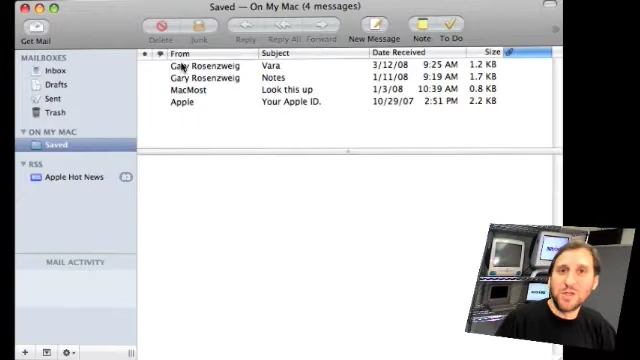 Saved — On My Mac (4 messages)
Get Mail Delete Junk Reply Reply All Forward New Message Note To Do
MAILBOXES
Inbox
Drafts
Sent
Trash
ON MY MAC
Saved
RSS
Apple Hot News
MAIL ACTIVITY
From Subject Date Received Size
Gary Rosenzweig Vara 3/12/08 9:25 AM 1.2 KB
Gary Rosenzweig Notes 1/11/08 9:19 AM 1.7 KB
MacMost Look this up 1/3/08 10:39 AM 0.8 KB
Apple Your Apple ID. 10/29/07 2:51 PM 2.2 KB